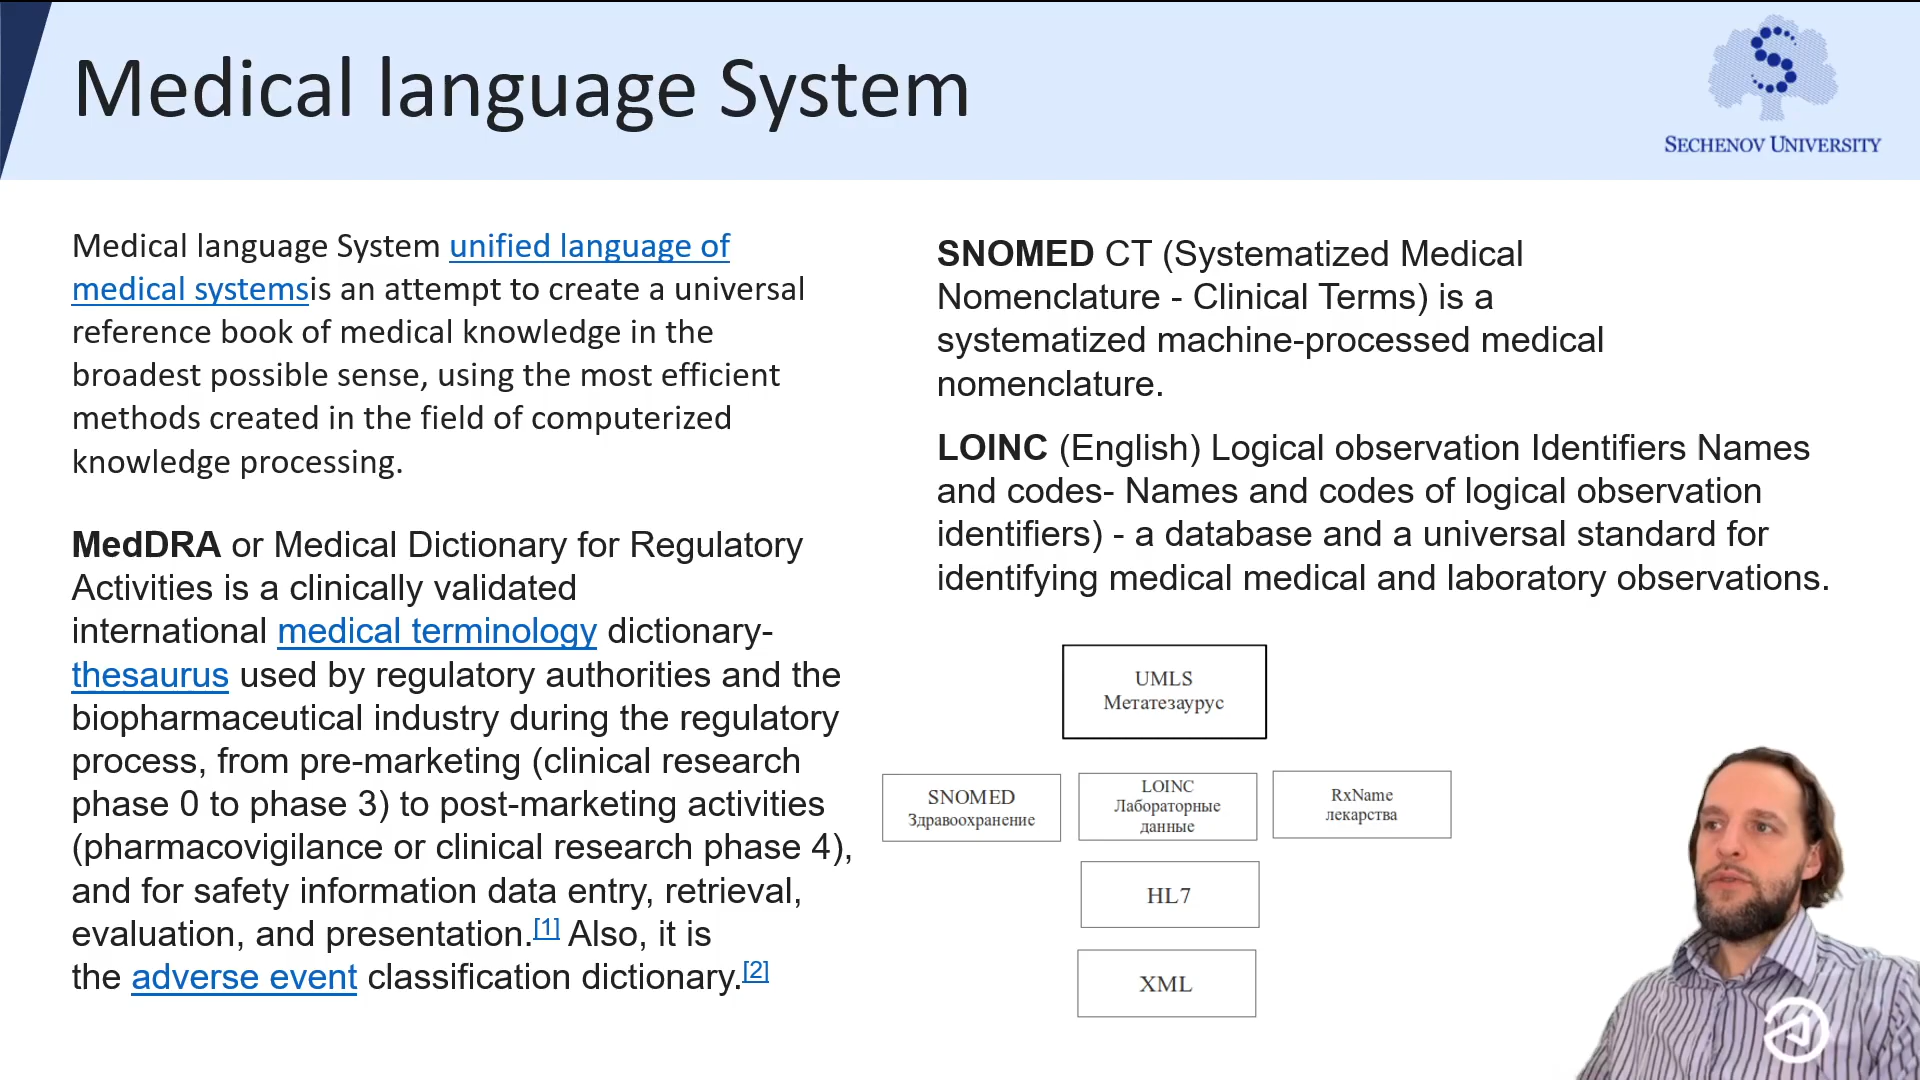 Medical language System
SECHENOV UNIVERSITY
Medical language System unified language of
medical systemsis an attempt to create a universal
reference book of medical knowledge in the
broadest possible sense, using the most efficient
methods created in the field of computerized
knowledge processing.
MedDRA or Medical Dictionary for Regulatory
Activities is a clinically validated
international medical terminology dictionary-
thesaurus used by regulatory authorities and the
biopharmaceutical industry during the regulatory
process, from pre-marketing (clinical research
phase 0 to phase 3) to post-marketing activities
(pharmacovigilance or clinical research phase 4),
and for safety information data entry, retrieval,
evaluation, and presentation.[1] Also, it is
the adverse event classification dictionary.[2]
SNOMED CT (Systematized Medical
Nomenclature - Clinical Terms) is a
systematized machine-processed medical
nomenclature.
LOINC (English) Logical observation Identifiers Names
and codes- Names and codes of logical observation
identifiers) - a database and a universal standard for
identifying medical medical and laboratory observations.
UMLS
Метатезаурус
SNOMED
Здравоохранение
LOINC
Лабораторные
данные
RxName
лекарства
HL7
XML